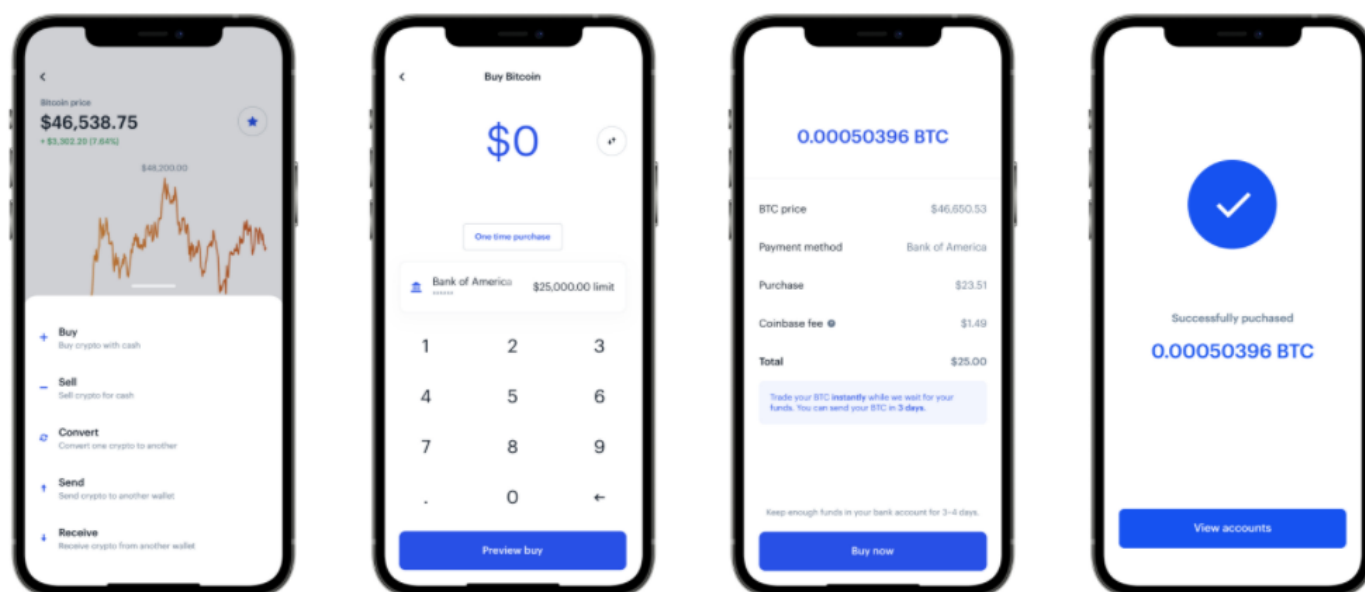 Bitcoin price
$46,538.75
+ $3,302.20 (7.64%)
$48,200.00
+ Buy
Buy crypto with cash
− Sell
Sell crypto for cash
Convert
Convert one crypto to another
Send
Send crypto to another wallet
Receive
Receive crypto from another wallet
Buy Bitcoin
$0
One time purchase
Bank of America $25,000.00 limit
******
1 2 3
4 5 6
7 8 9
. 0 ←
Preview buy
0.00050396 BTC
BTC price $46,650.53
Payment method Bank of America
Purchase $23.51
Coinbase fee $1.49
Total $25.00
Trade your BTC instantly while we wait for your
funds. You can send your BTC in 3 days.
Keep enough funds in your bank account for 3-4 days.
Buy now
Successfully puchased
0.00050396 BTC
View accounts